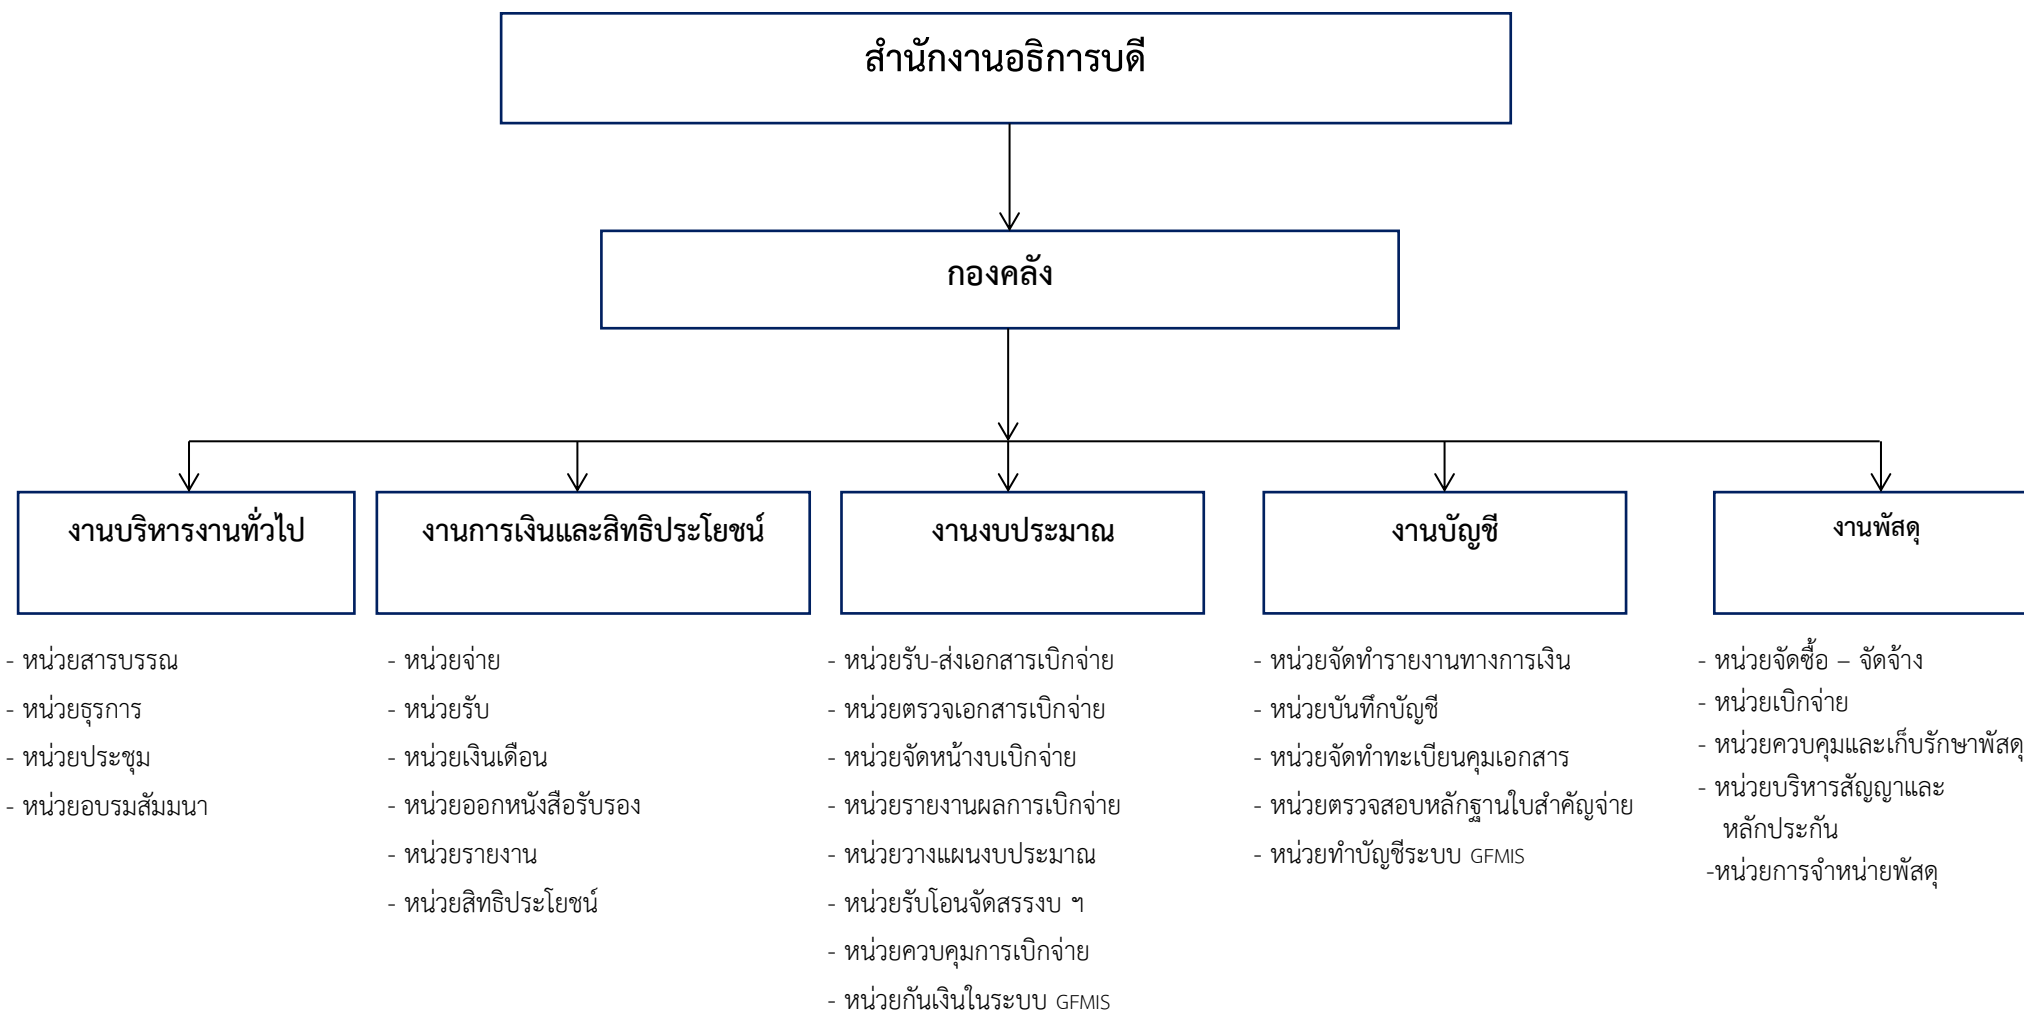 สำนักงานอธิการบดี
กองคลัง
งานบริหารงานทั่วไป
- หน่วยสารบรรณ
- หน่วยธุรการ
- หน่วยประชุม
- หน่วยอบรมสัมมนา
งานการเงินและสิทธิประโยชน์
- หน่วยจ่าย
- หน่วยรับ
- หน่วยเงินเดือน
- หน่วยออกหนังสือรับรอง
- หน่วยรายงาน
- หน่วยสิทธิประโยชน์
งานงบประมาณ
- หน่วยรับ-ส่งเอกสารเบิกจ่าย
- หน่วยตรวจเอกสารเบิกจ่าย
- หน่วยจัดหน้างบเบิกจ่าย
- หน่วยรายงานผลการเบิกจ่าย
- หน่วยวางแผนงบประมาณ
- หน่วยรับโอนจัดสรรงบ ฯ
- หน่วยควบคุมการเบิกจ่าย
- หน่วยกันเงินในระบบ GFMIS
งานบัญชี
- หน่วยจัดทำรายงานทางการเงิน
- หน่วยบันทึกบัญชี
- หน่วยจัดทำทะเบียนคุมเอกสาร
- หน่วยตรวจสอบหลักฐานใบสำคัญจ่าย
- หน่วยทำบัญชีระบบ GFMIS
งานพัสดุ
- หน่วยจัดซื้อ – จัดจ้าง
- หน่วยเบิกจ่าย
- หน่วยควบคุมและเก็บรักษาพัสดุ
- หน่วยบริหารสัญญาและ
หลักประกัน
-หน่วยการจำหน่ายพัสดุ